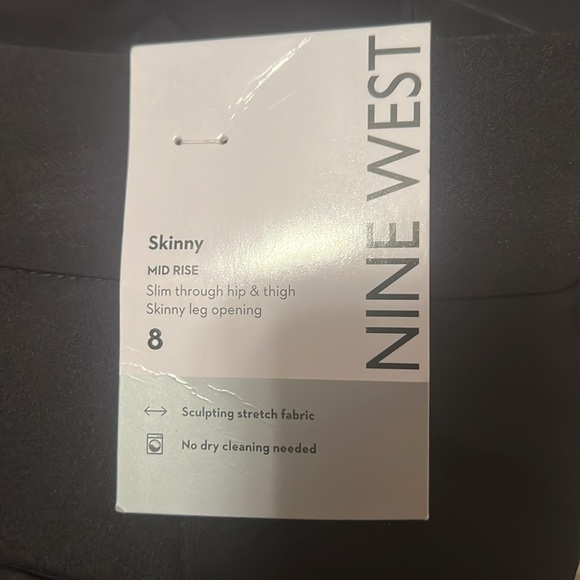 NINE WEST
Skinny
MID RISE
Slim through hip & thigh
Skinny leg opening
8
Sculpting stretch fabric
No dry cleaning needed